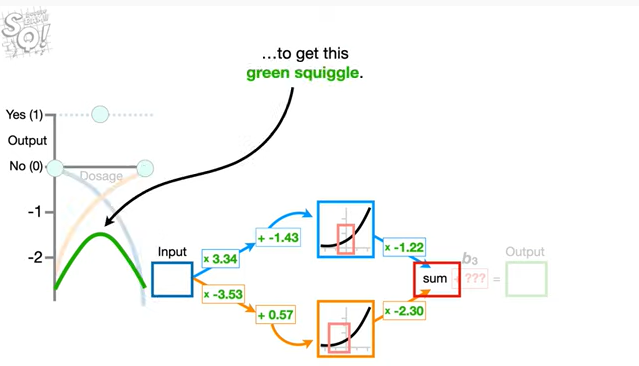 SQ!
...to get this
green squiggle.
Yes (1)
Output
No (0)
Dosage
-1
-2
Input
x 3.34
+ -1.43
x -1.22
x -3.53
+ 0.57
x -2.30
sum
b3
+ ???
=
Output